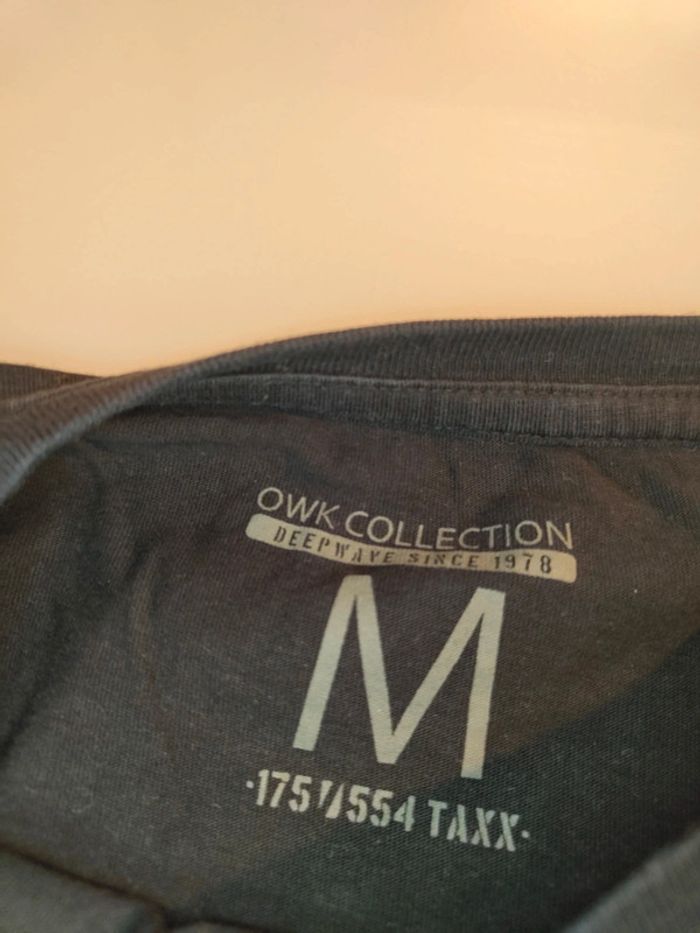 OWK COLLECTION
DEEPWAVE SINCE 1978
M
·175 /554 TAXX·